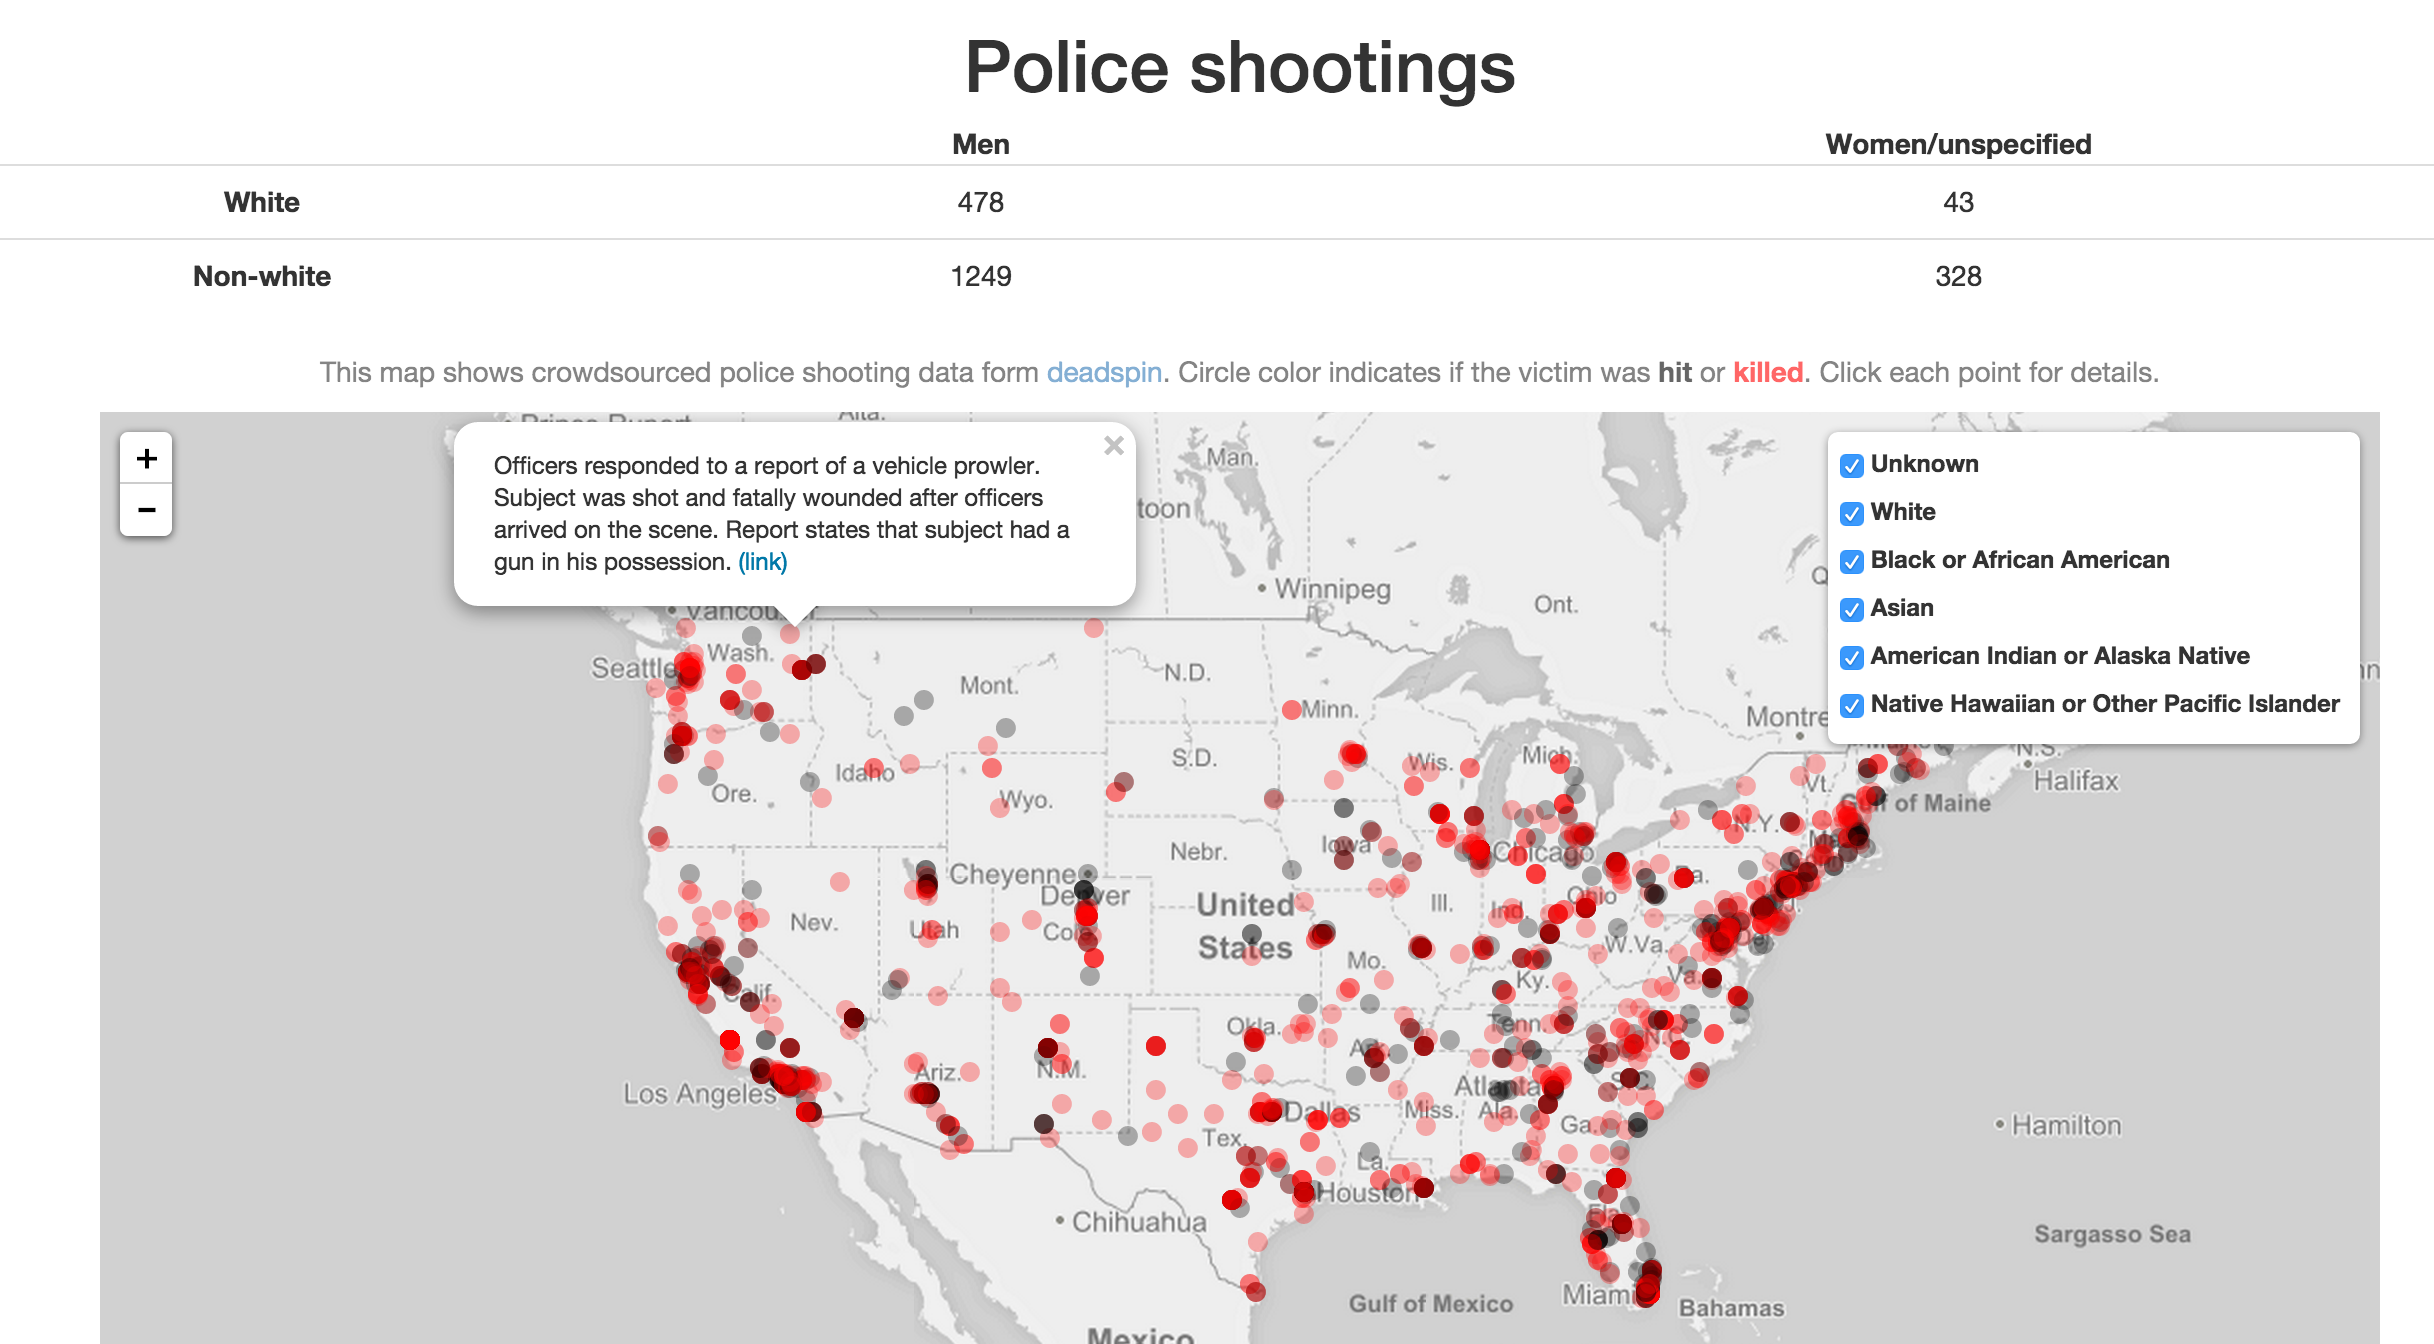 Police shootings
Men Women/unspecified
White 478 43
Non-white 1249 328
This map shows crowdsourced police shooting data form deadspin. Circle color indicates if the victim was hit or killed. Click each point for details.
Prince Rupert
Alta.
+
−
Officers responded to a report of a vehicle prowler.
Subject was shot and fatally wounded after officers
arrived on the scene. Report states that subject had a
gun in his possession. (link)
×
Unknown
White
Black or African American
Asian
American Indian or Alaska Native
Native Hawaiian or Other Pacific Islander
Man.
toon
Winnipeg
Ont.
Seattle
Wash.
Mont.
N.D.
Minn.
Ore.
Idaho
Wyo.
S.D.
Wis.
Mich.
Montre
N.S.
Halifax
Vt.
Gulf of Maine
N.Y.
Nebr.
Iowa
Chicago
Cheyenne
Denver
United
States
Ill.
Ind.
Ohio
Pa.
Nev.
Utah
Colo
Mo.
Ky.
W.Va.
Va.
Calif.
Okla.
Tenn.
N.C.
Los Angeles
Ariz.
N.M.
Atlanta
S.C.
Dallas
Miss.
Ala.
Ga.
Hamilton
Tex.
La.
Houston
Chihuahua
Fla.
Sargasso Sea
Gulf of Mexico
Miami
Bahamas
Mexico